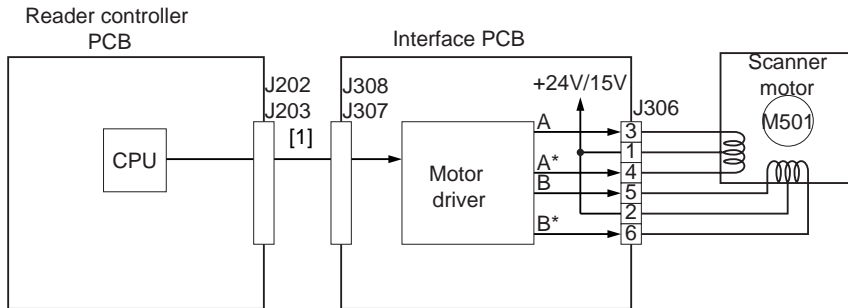 Reader controller
PCB
Interface PCB
Scanner
motor
M501
J202
J203
[1]
J308
J307
+24V/15V
J306
CPU
Motor
driver
A
A*
B
B*
3
1
4
5
2
6